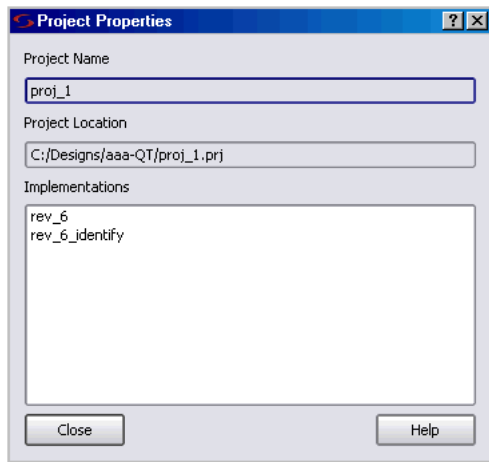 Project Properties
Project Name
proj_1
Project Location
C:/Designs/aaa-QT/proj_1.prj
Implementations
rev_6
rev_6_identify
Close
Help